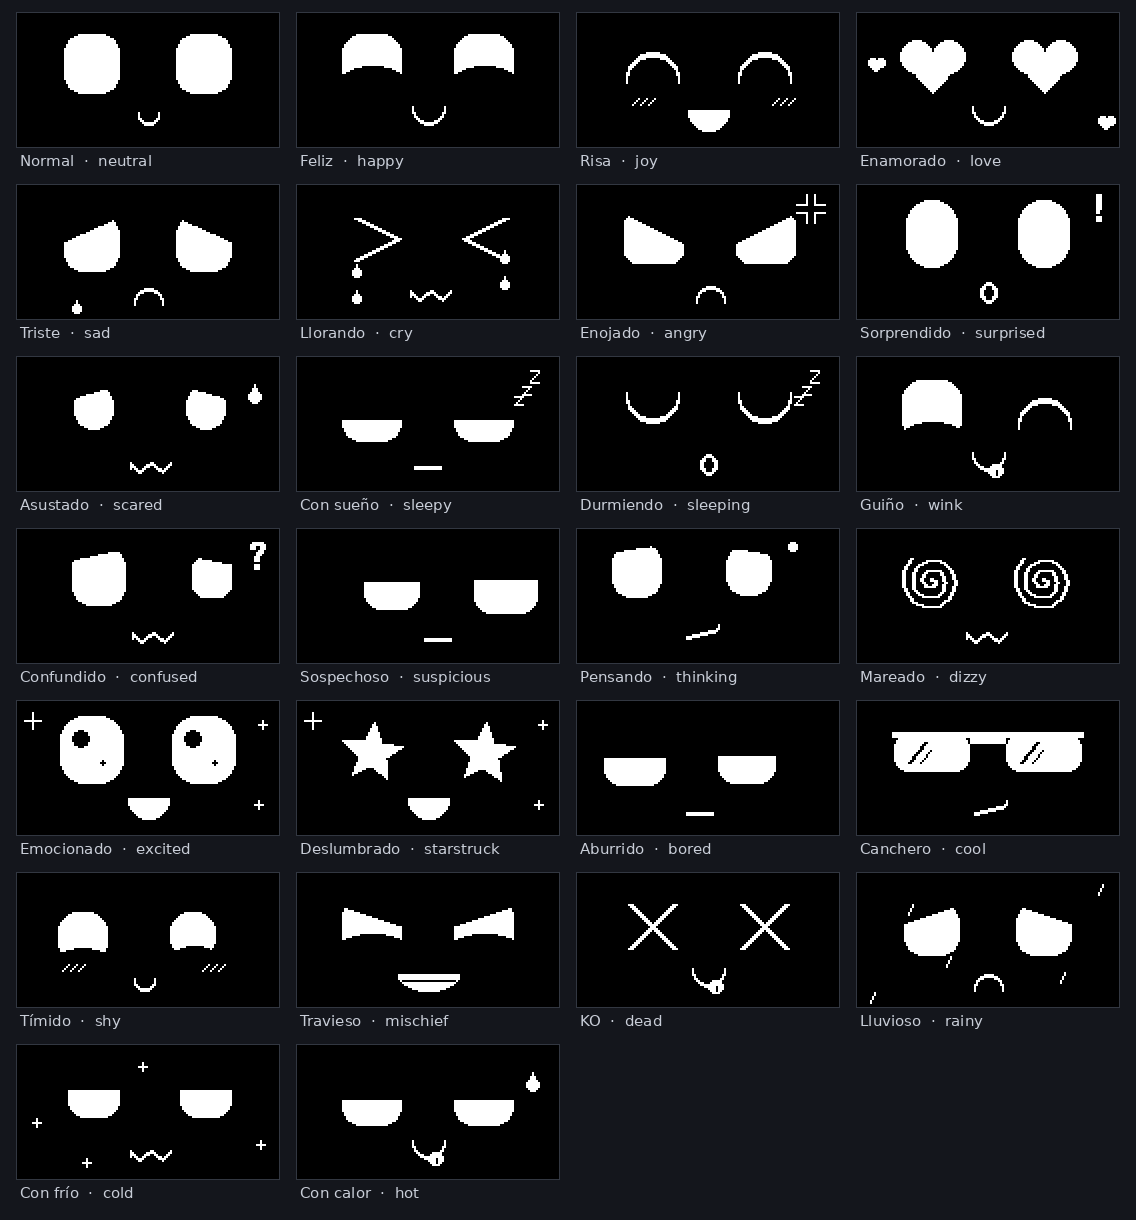 Normal · neutral
Feliz · happy
Risa · joy
Enamorado · love
!
Triste · sad
Llorando · cry
Enojado · angry
Sorprendido · surprised
z z z
z z z
Asustado · scared
Con sueño · sleepy
Durmiendo · sleeping
Guiño · wink
?
Confundido · confused
Sospechoso · suspicious
Pensando · thinking
Mareado · dizzy
Emocionado · excited
Deslumbrado · starstruck
Aburrido · bored
Canchero · cool
Tímido · shy
Travieso · mischief
KO · dead
Lluvioso · rainy
Con frío · cold
Con calor · hot